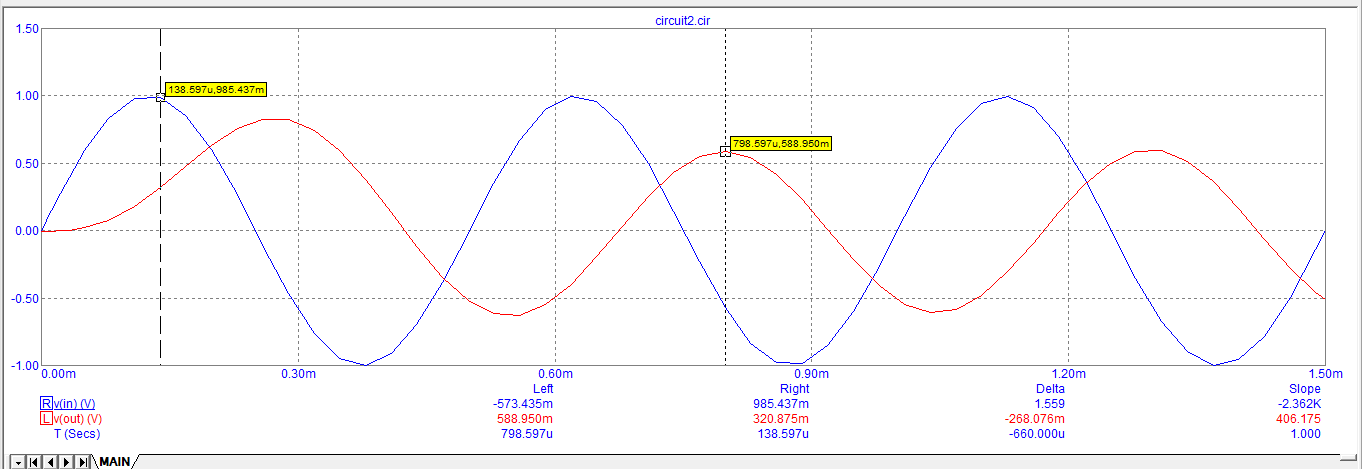 circuit2.cir
1.50
138.597u,985.437m
1.00
798.597u,588.950m
0.50
0.00
-0.50
-1.00
0.00m 0.30m 0.60m 0.90m 1.20m 1.50m
Left Right Delta Slope
R v(in) (V) -573.435m 985.437m 1.559 -2.362K
L v(out) (V) 588.950m 320.875m -268.076m 406.175
T (Secs) 798.597u 138.597u -660.000u 1.000
MAIN